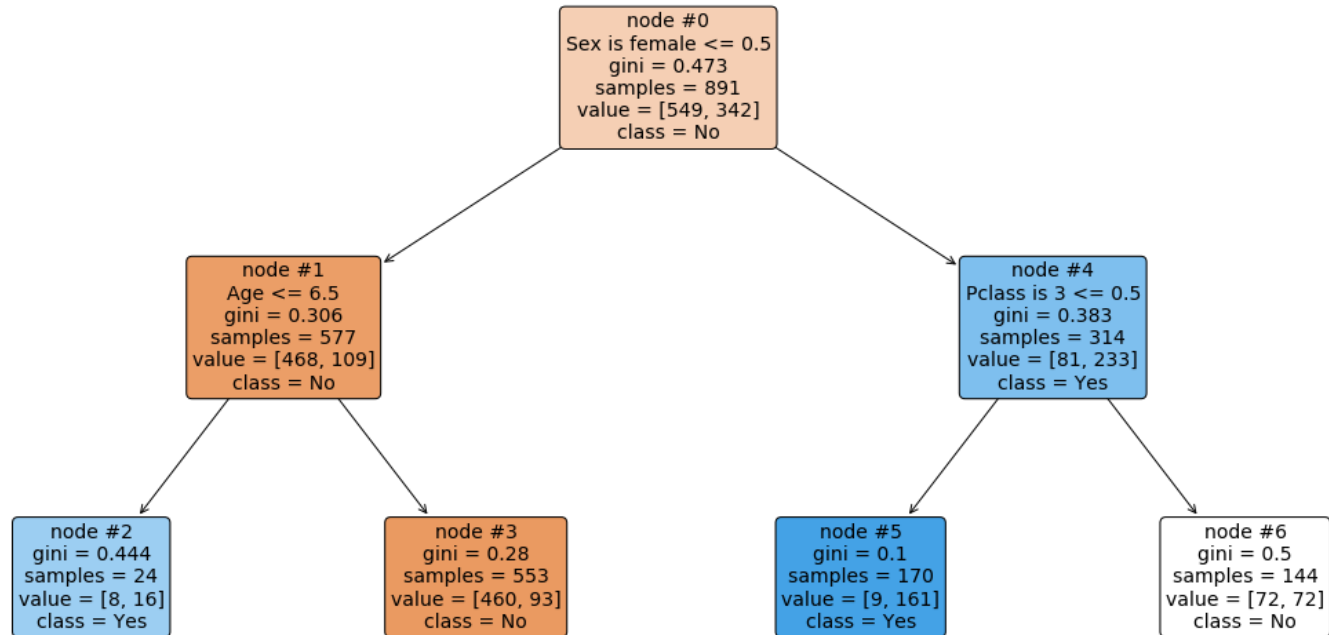 node #0
Sex is female <= 0.5
gini = 0.473
samples = 891
value = [549, 342]
class = No
node #1
Age <= 6.5
gini = 0.306
samples = 577
value = [468, 109]
class = No
node #4
Pclass is 3 <= 0.5
gini = 0.383
samples = 314
value = [81, 233]
class = Yes
node #2
gini = 0.444
samples = 24
value = [8, 16]
class = Yes
node #3
gini = 0.28
samples = 553
value = [460, 93]
class = No
node #5
gini = 0.1
samples = 170
value = [9, 161]
class = Yes
node #6
gini = 0.5
samples = 144
value = [72, 72]
class = No